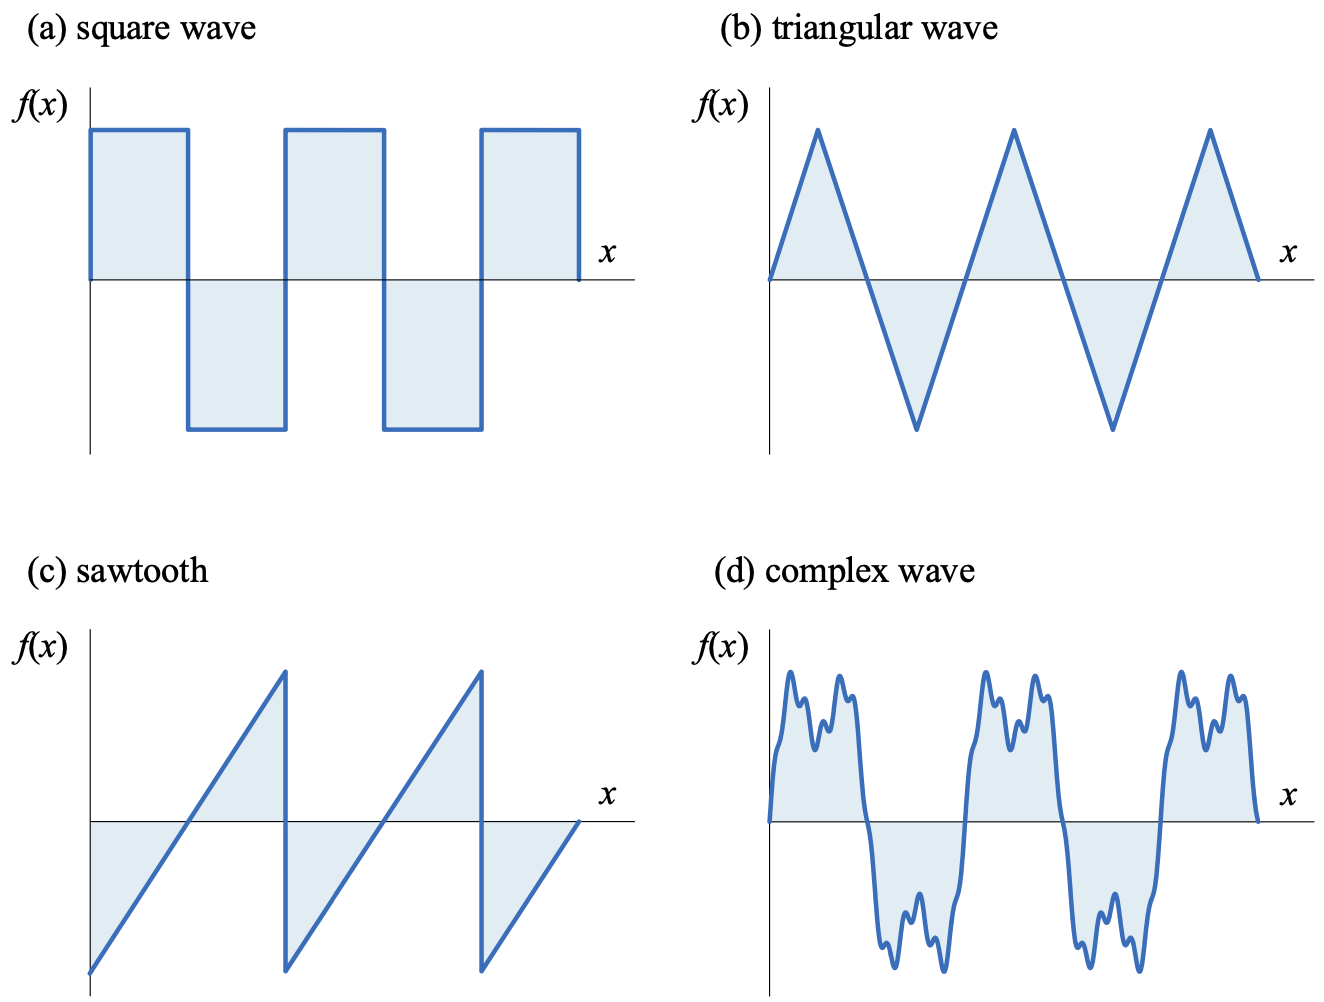 (a) square wave
(b) triangular wave
f(x)
f(x)
x
x
(c) sawtooth
(d) complex wave
f(x)
f(x)
x
x